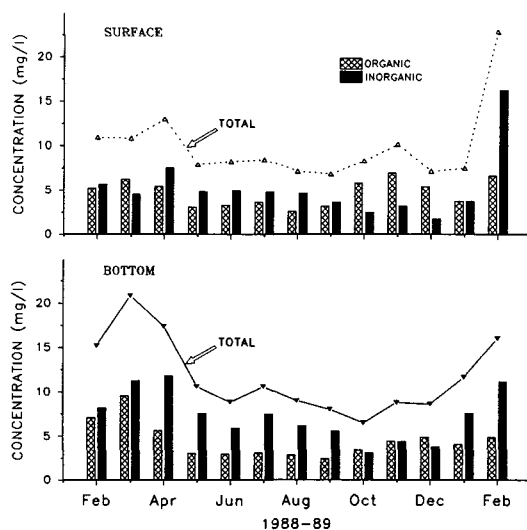 SURFACE
CONCENTRATION (mg/l)
25
20
15
10
5
0
ORGANIC
INORGANIC
TOTAL
BOTTOM
CONCENTRATION (mg/l)
20
15
10
5
0
TOTAL
Feb Apr Jun Aug Oct Dec Feb
1988-89